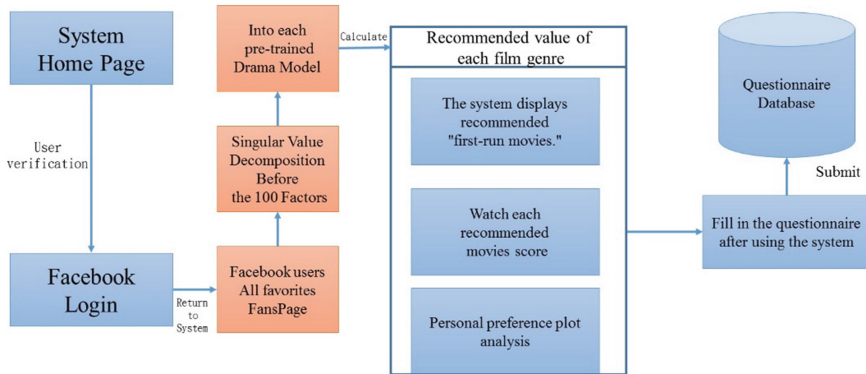 System
Home Page
User
verification
Facebook
Login
Return
to
System
Facebook users
All favorites
FansPage
Singular Value
Decomposition
Before
the 100 Factors
Into each
pre-trained
Drama Model
Calculate
Recommended value of
each film genre
The system displays
recommended
"first-run movies."
Watch each
recommended
movies score
Personal preference plot
analysis
Fill in the questionnaire
after using the system
Submit
Questionnaire
Database